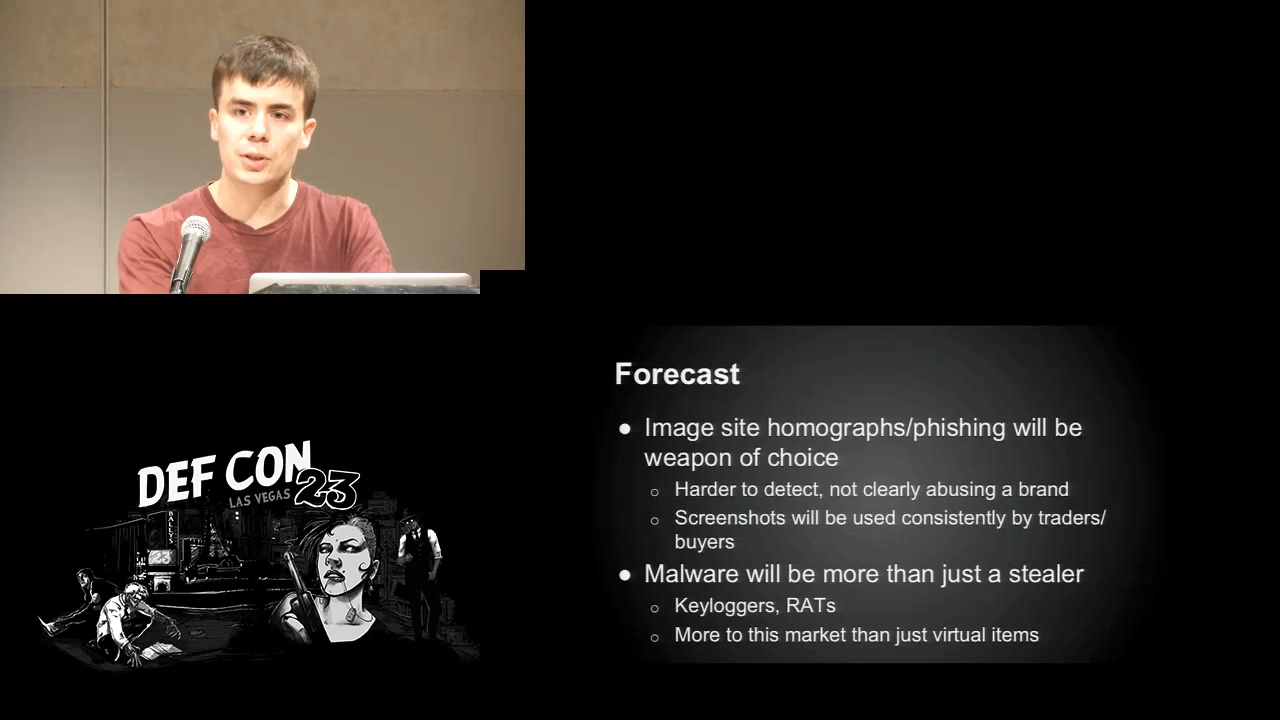 DEF CON
LAS VEGAS 23
BALLYS
23
Forecast
● Image site homographs/phishing will be
weapon of choice
○ Harder to detect, not clearly abusing a brand
○ Screenshots will be used consistently by traders/
buyers
● Malware will be more than just a stealer
○ Keyloggers, RATs
○ More to this market than just virtual items